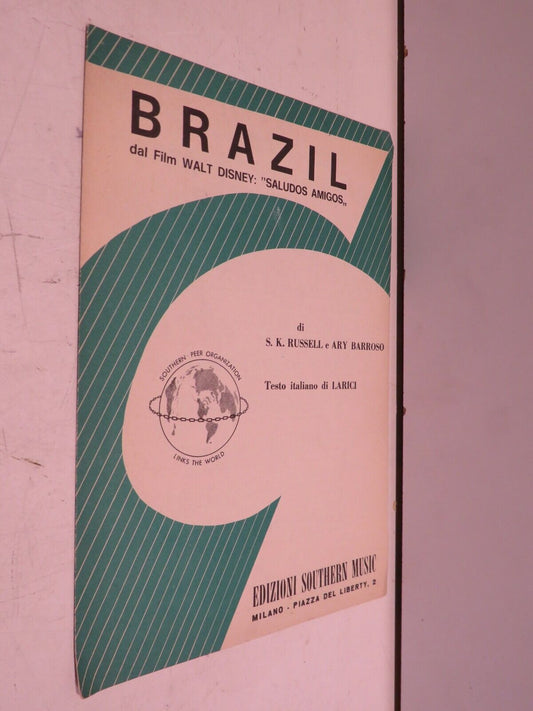 BRAZIL
dal Film WALT DISNEY: "SALUDOS AMIGOS„
di
S. K. RUSSELL e ARY BARROSO
Testo italiano di LARICI
SOUTHERN PEER ORGANIZATION
LINKS THE WORLD
EDIZIONI SOUTHERN MUSIC
MILANO - PIAZZA DEL LIBERTY, 2